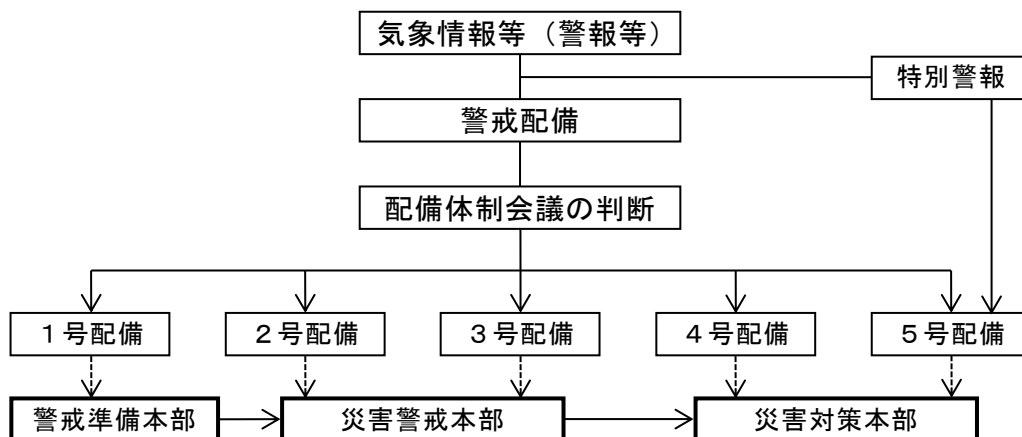 気象情報等（警報等）
特別警報
警戒配備
配備体制会議の判断
１号配備
２号配備
３号配備
４号配備
５号配備
警戒準備本部
災害警戒本部
災害対策本部